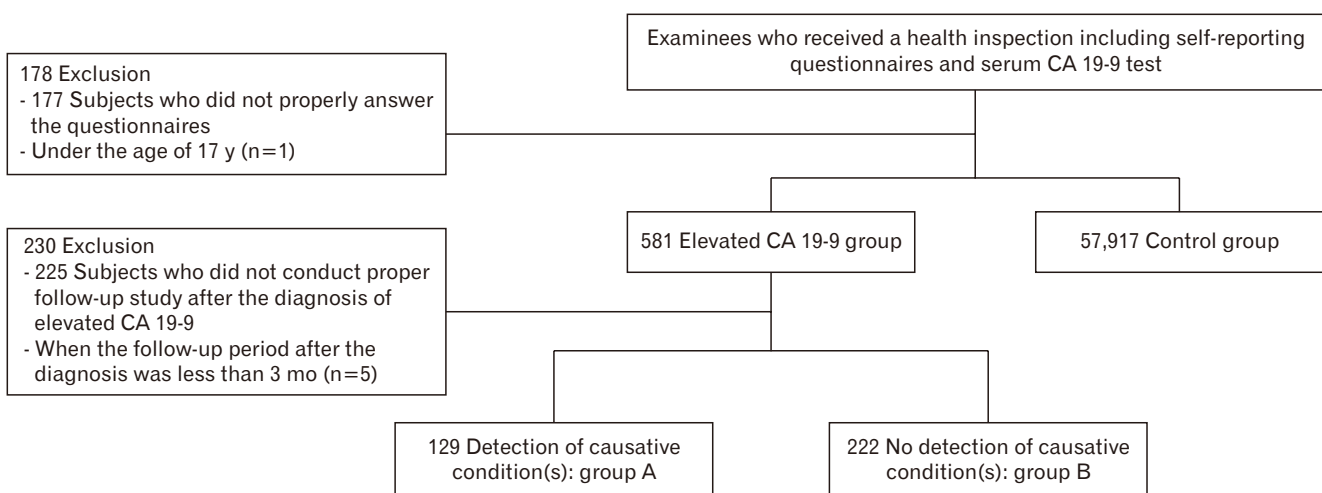 Examinees who received a health inspection including self-reporting
questionnaires and serum CA 19-9 test
178 Exclusion
- 177 Subjects who did not properly answer
the questionnaires
- Under the age of 17 y (n=1)
581 Elevated CA 19-9 group
57,917 Control group
230 Exclusion
- 225 Subjects who did not conduct proper
follow-up study after the diagnosis of
elevated CA 19-9
- When the follow-up period after the
diagnosis was less than 3 mo (n=5)
129 Detection of causative
condition(s): group A
222 No detection of causative
condition(s): group B